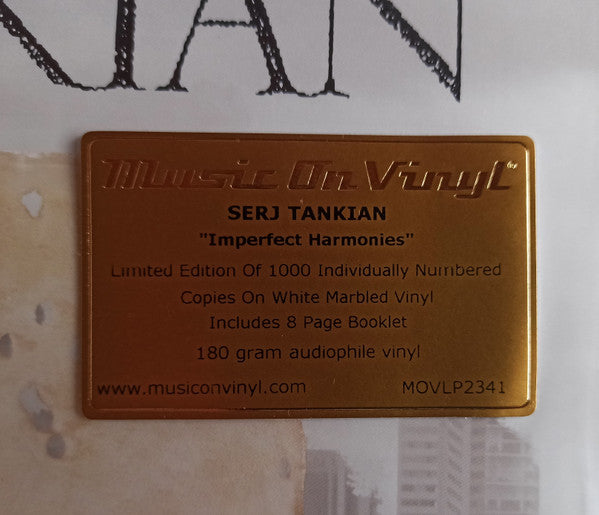 KIAN
Music On Vinyl
SERJ TANKIAN
"Imperfect Harmonies"
Limited Edition Of 1000 Individually Numbered
Copies On White Marbled Vinyl
Includes 8 Page Booklet
180 gram audiophile vinyl
www.musiconvinyl.com MOVLP2341